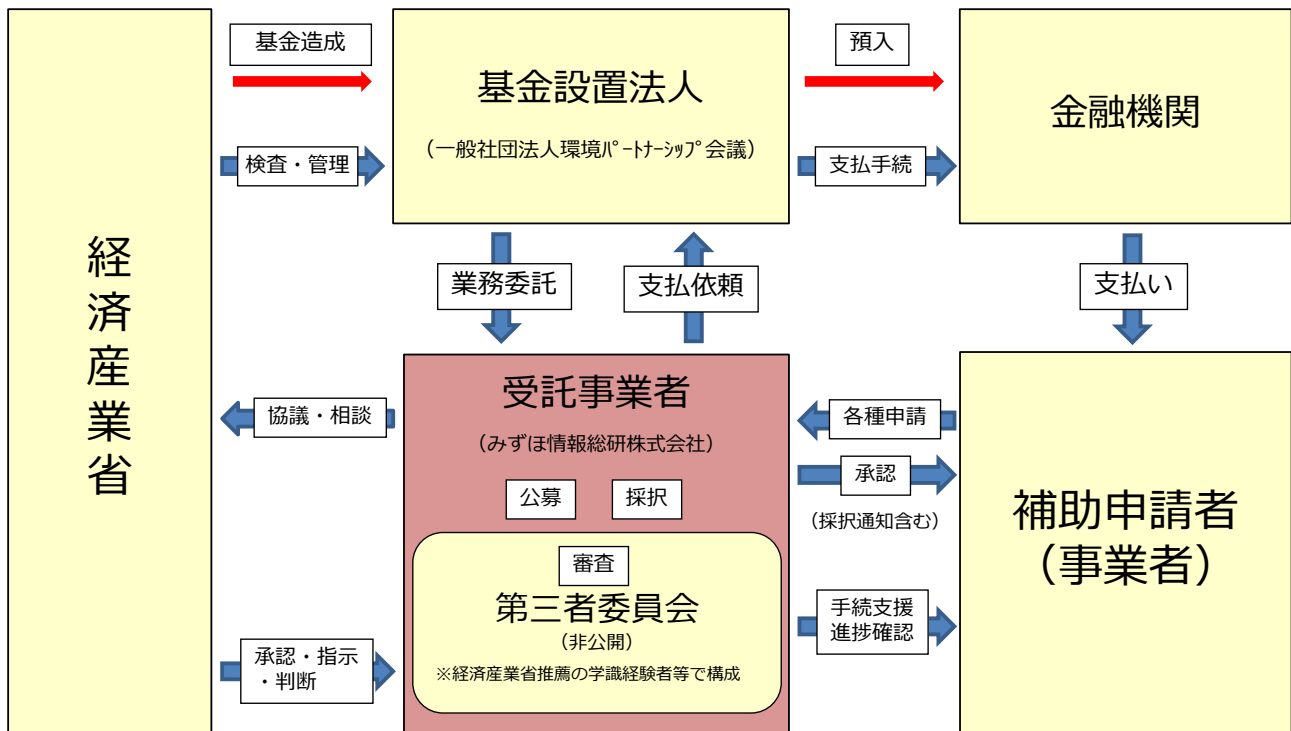 経済産業省
基金造成
検査・管理
基金設置法人
（一般社団法人環境ﾊﾟｰﾄﾅｰｼｯﾌﾟ会議）
預入
支払手続
金融機関
業務委託
支払依頼
支払い
協議・相談
受託事業者
（みずほ情報総研株式会社）
公募
採択
審査
第三者委員会
（非公開）
※経済産業省推薦の学識経験者等で構成
承認・指示
・判断
各種申請
承認
（採択通知含む）
手続支援
進捗確認
補助申請者
（事業者）